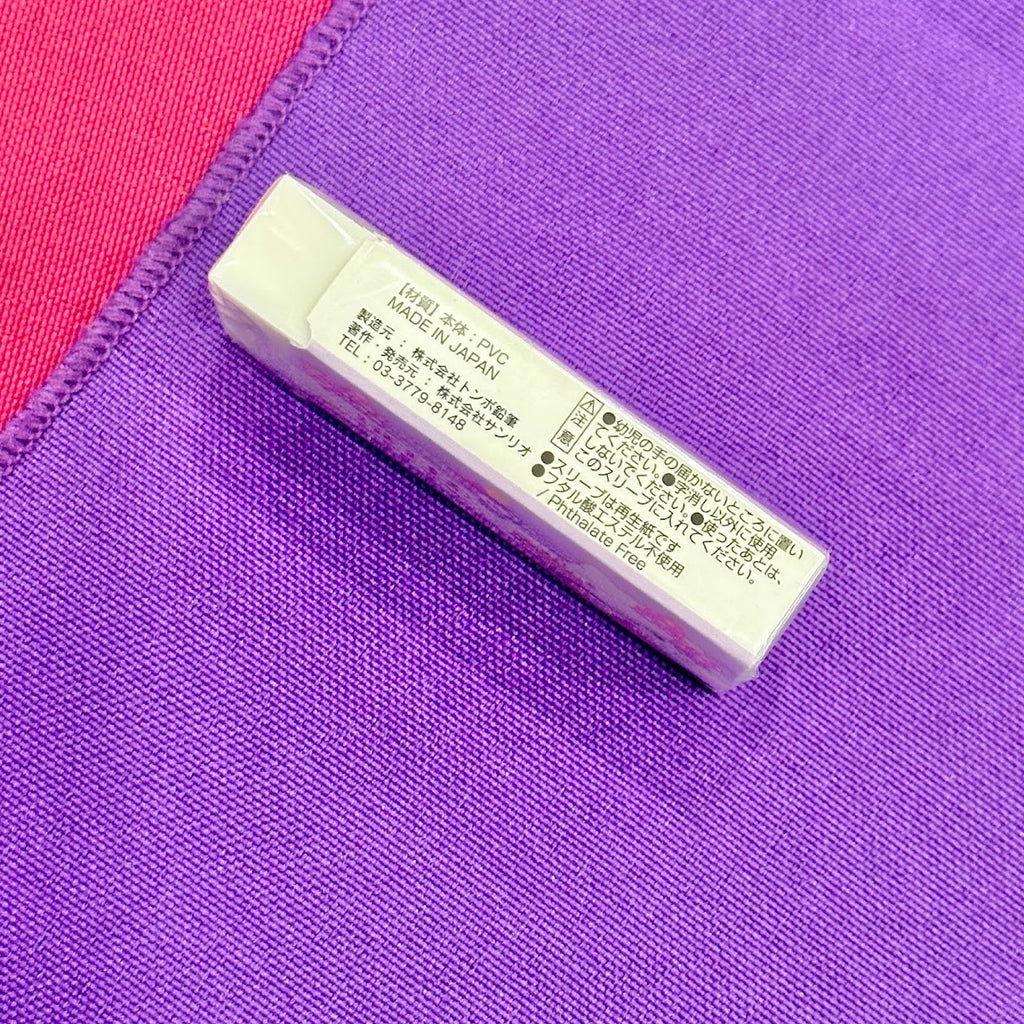 【材質】本体：PVC
MADE IN JAPAN
製造元：株式会社トンボ鉛筆
著作・発売元：株式会社サンリオ
TEL：03-3779-8148
⚠注意
●幼児の手の届かないところに置い
てください。●字消し以外に使用
しないでください。●使ったあとは、
このスリーブに入れてください。
●スリーブは再生紙です
●フタル酸エステル不使用
/Phthalate Free